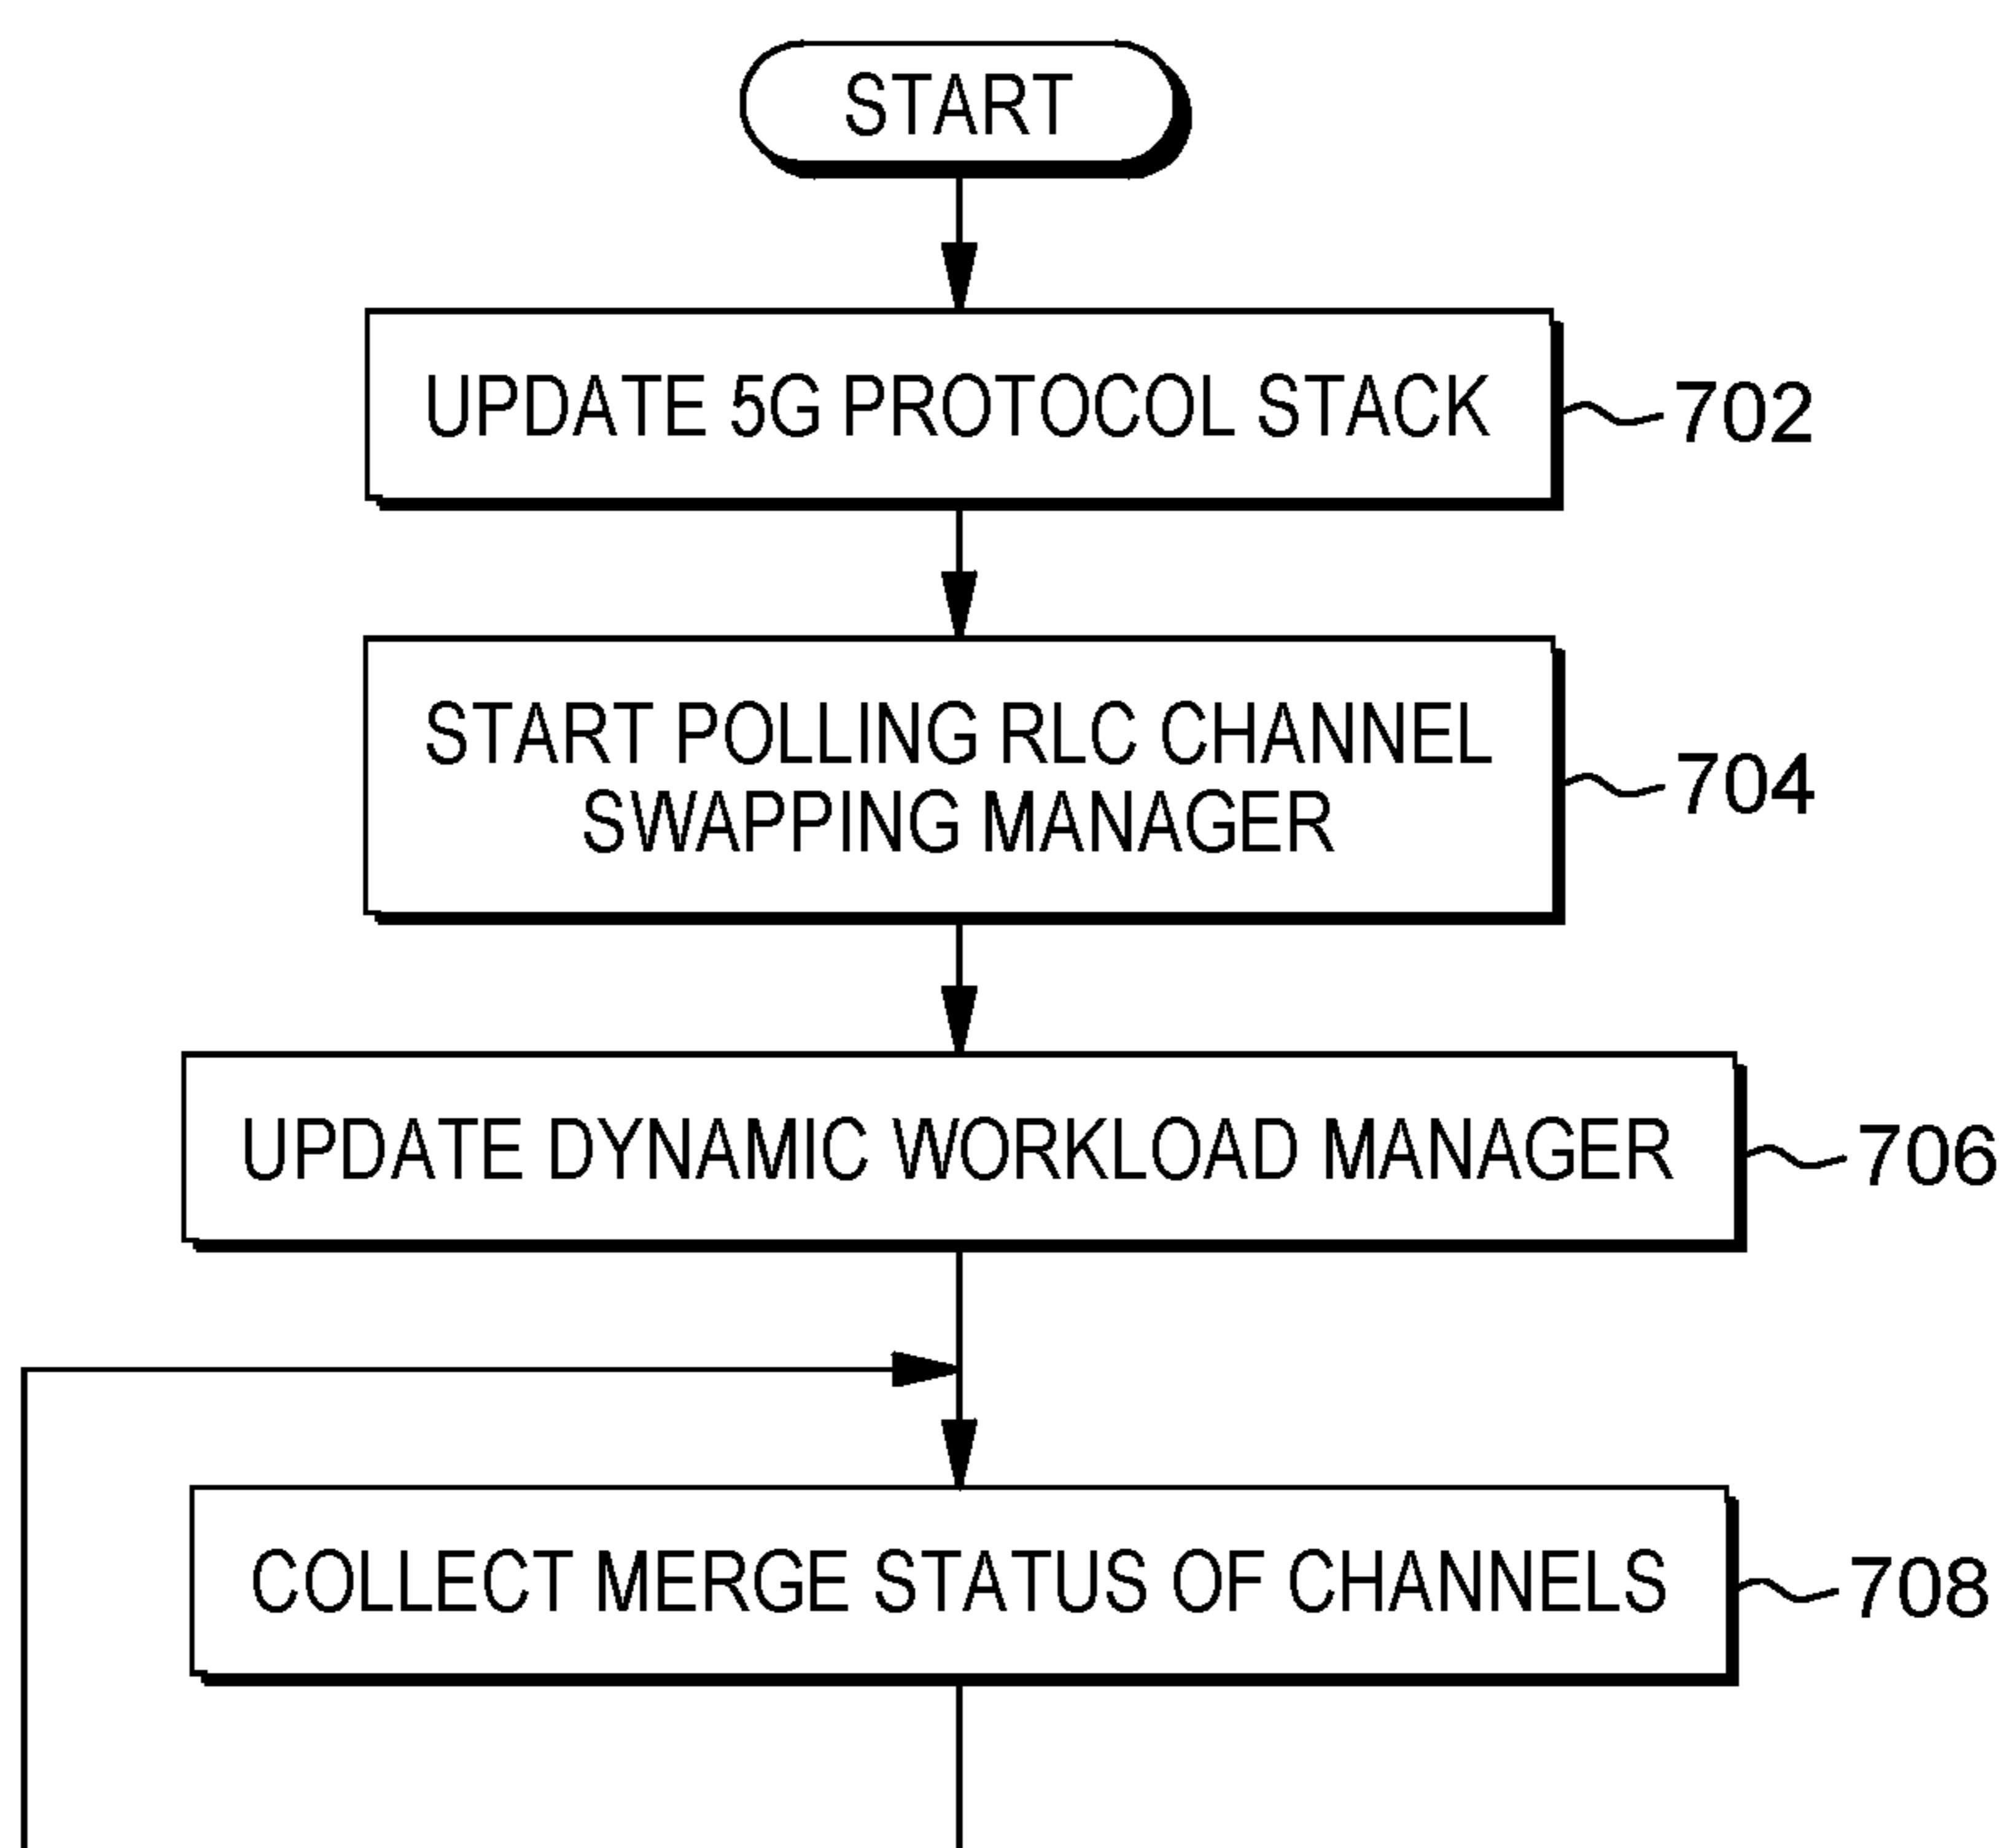 START
UPDATE 5G PROTOCOL STACK
702
START POLLING RLC CHANNEL
SWAPPING MANAGER
704
UPDATE DYNAMIC WORKLOAD MANAGER
706
COLLECT MERGE STATUS OF CHANNELS
708